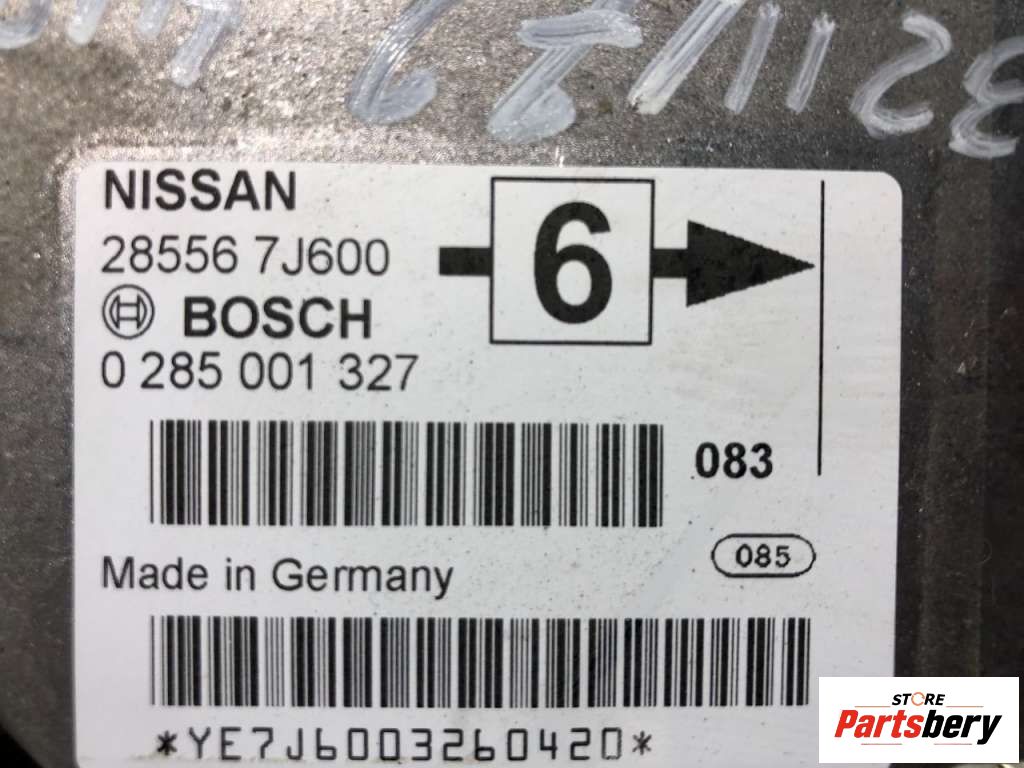 NISSAN
28556 7J600
6
BOSCH
0 285 001 327
083
Made in Germany
085
*YE7J6003260420*
STORE
Partsbery